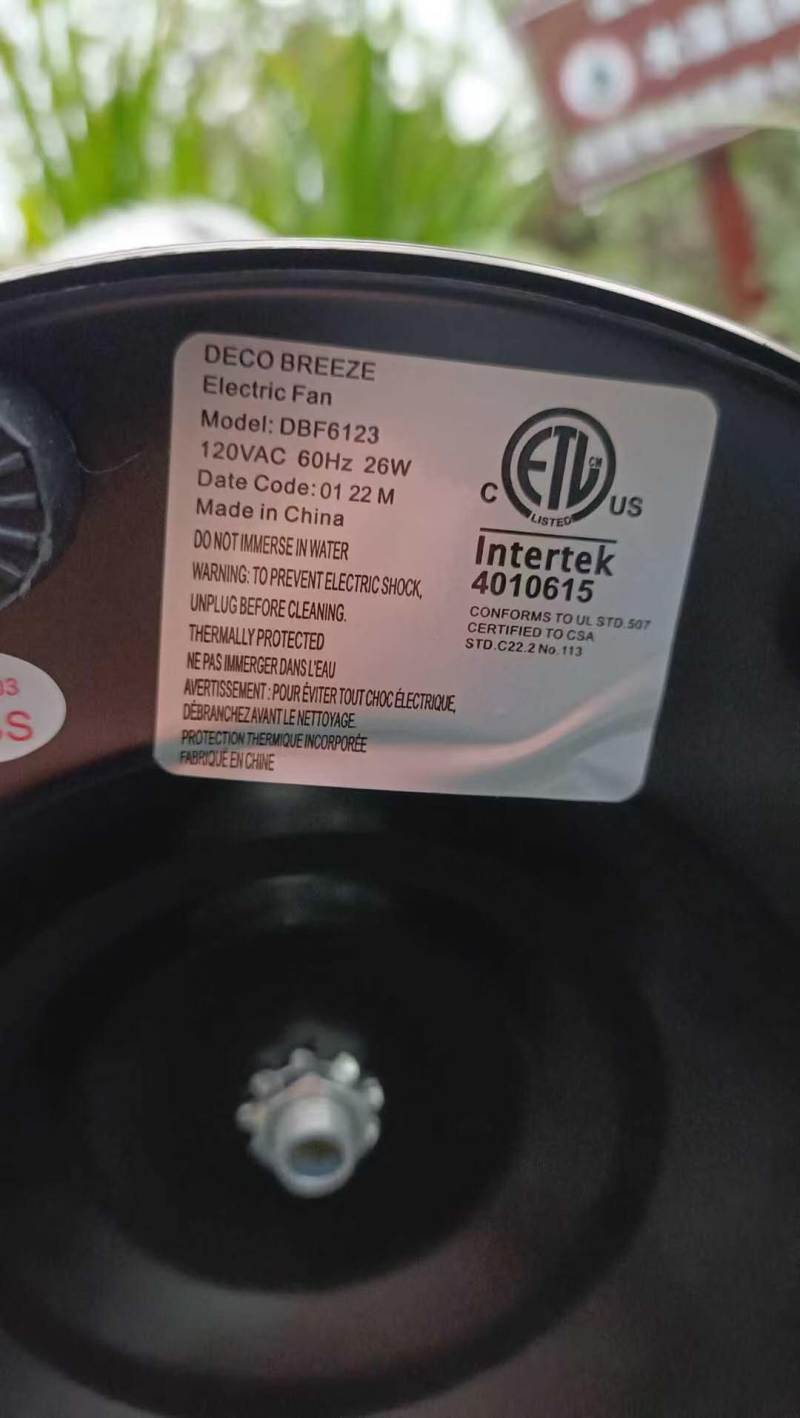 DECO BREEZE
Electric Fan
Model: DBF6123
120VAC 60Hz 26W
Date Code: 01 22 M
Made in China
DO NOT IMMERSE IN WATER
WARNING: TO PREVENT ELECTRIC SHOCK,
UNPLUG BEFORE CLEANING.
THERMALLY PROTECTED
NE PAS IMMERGER DANS L'EAU
AVERTISSEMENT : POUR ÉVITER TOUT CHOC ÉLECTRIQUE,
DÉBRANCHEZ AVANT LE NETTOYAGE.
PROTECTION THERMIQUE INCORPORÉE
FABRIQUÉ EN CHINE
ETL CM
C US
LISTED
Intertek
4010615
CONFORMS TO UL STD.507
CERTIFIED TO CSA
STD.C22.2 No.113
03
S